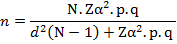 n = N.Zα².p.q / d²(N − 1) + Zα².p.q